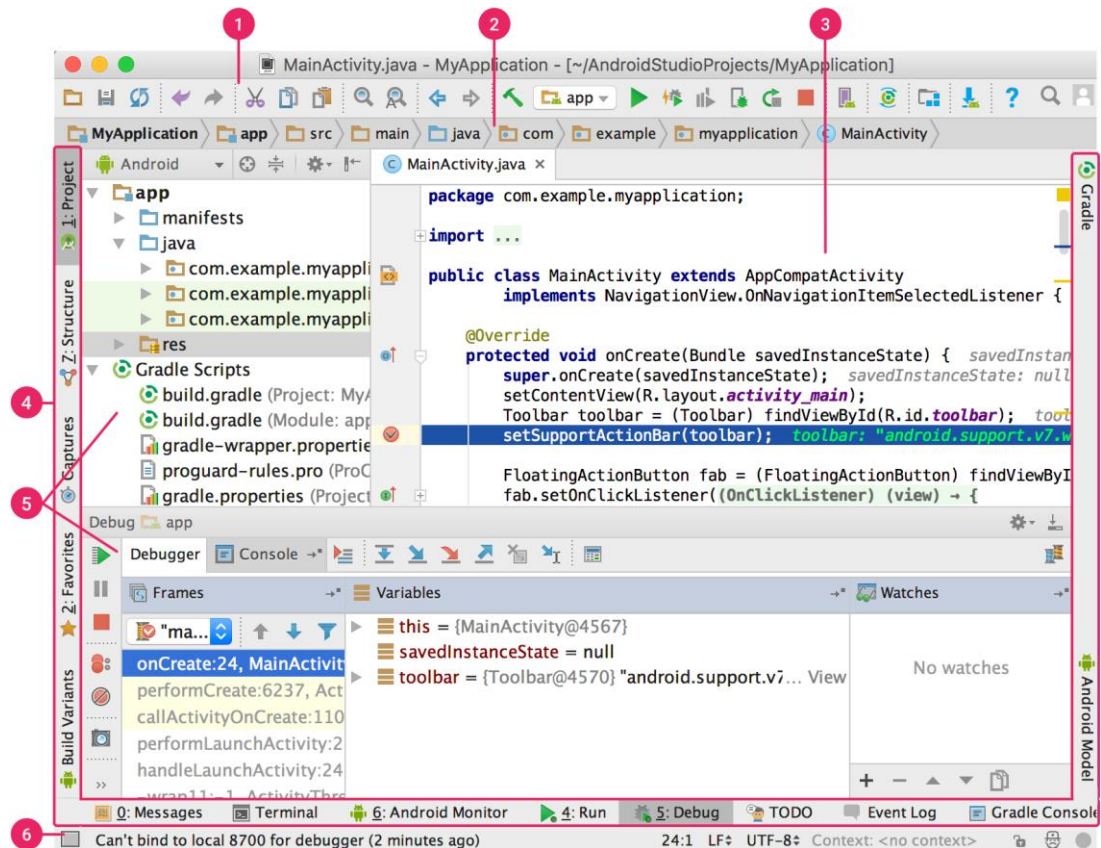 1
2
3
MainActivity.java - MyApplication - [~/AndroidStudioProjects/MyApplication]
app
?
MyApplication
app
src
main
java
com
example
myapplication
C MainActivity
1: Project
Z: Structure
Captures
2: Favorites
Build Variants
Android
app
manifests
java
com.example.myappli
com.example.myappli
com.example.myappli
res
Gradle Scripts
build.gradle (Project: MyA
build.gradle (Module: app
gradle-wrapper.propertie
proguard-rules.pro (ProC
gradle.properties (Project
C MainActivity.java ×
package com.example.myapplication;
import ...
public class MainActivity extends AppCompatActivity
implements NavigationView.OnNavigationItemSelectedListener {
@Override
protected void onCreate(Bundle savedInstanceState) { savedInstan
super.onCreate(savedInstanceState); savedInstanceState: null
setContentView(R.layout.activity_main);
Toolbar toolbar = (Toolbar) findViewById(R.id.toolbar); tool
setSupportActionBar(toolbar); toolbar: "android.support.v7.w
FloatingActionButton fab = (FloatingActionButton) findViewByI
fab.setOnClickListener((OnClickListener) (view) → {
Gradle
Android Model
4
5
Debug app
Debugger
Console
Frames
Variables
Watches
"ma...
onCreate:24, MainActivit
performCreate:6237, Act
callActivityOnCreate:110
performLaunchActivity:2
handleLaunchActivity:24
-wrap11:-1, ActivityThre
this = {MainActivity@4567}
savedInstanceState = null
toolbar = {Toolbar@4570} "android.support.v7... View
No watches
0: Messages
Terminal
6: Android Monitor
4: Run
5: Debug
TODO
Event Log
Gradle Console
6
Can't bind to local 8700 for debugger (2 minutes ago)
24:1 LF UTF-8 Context: <no context>